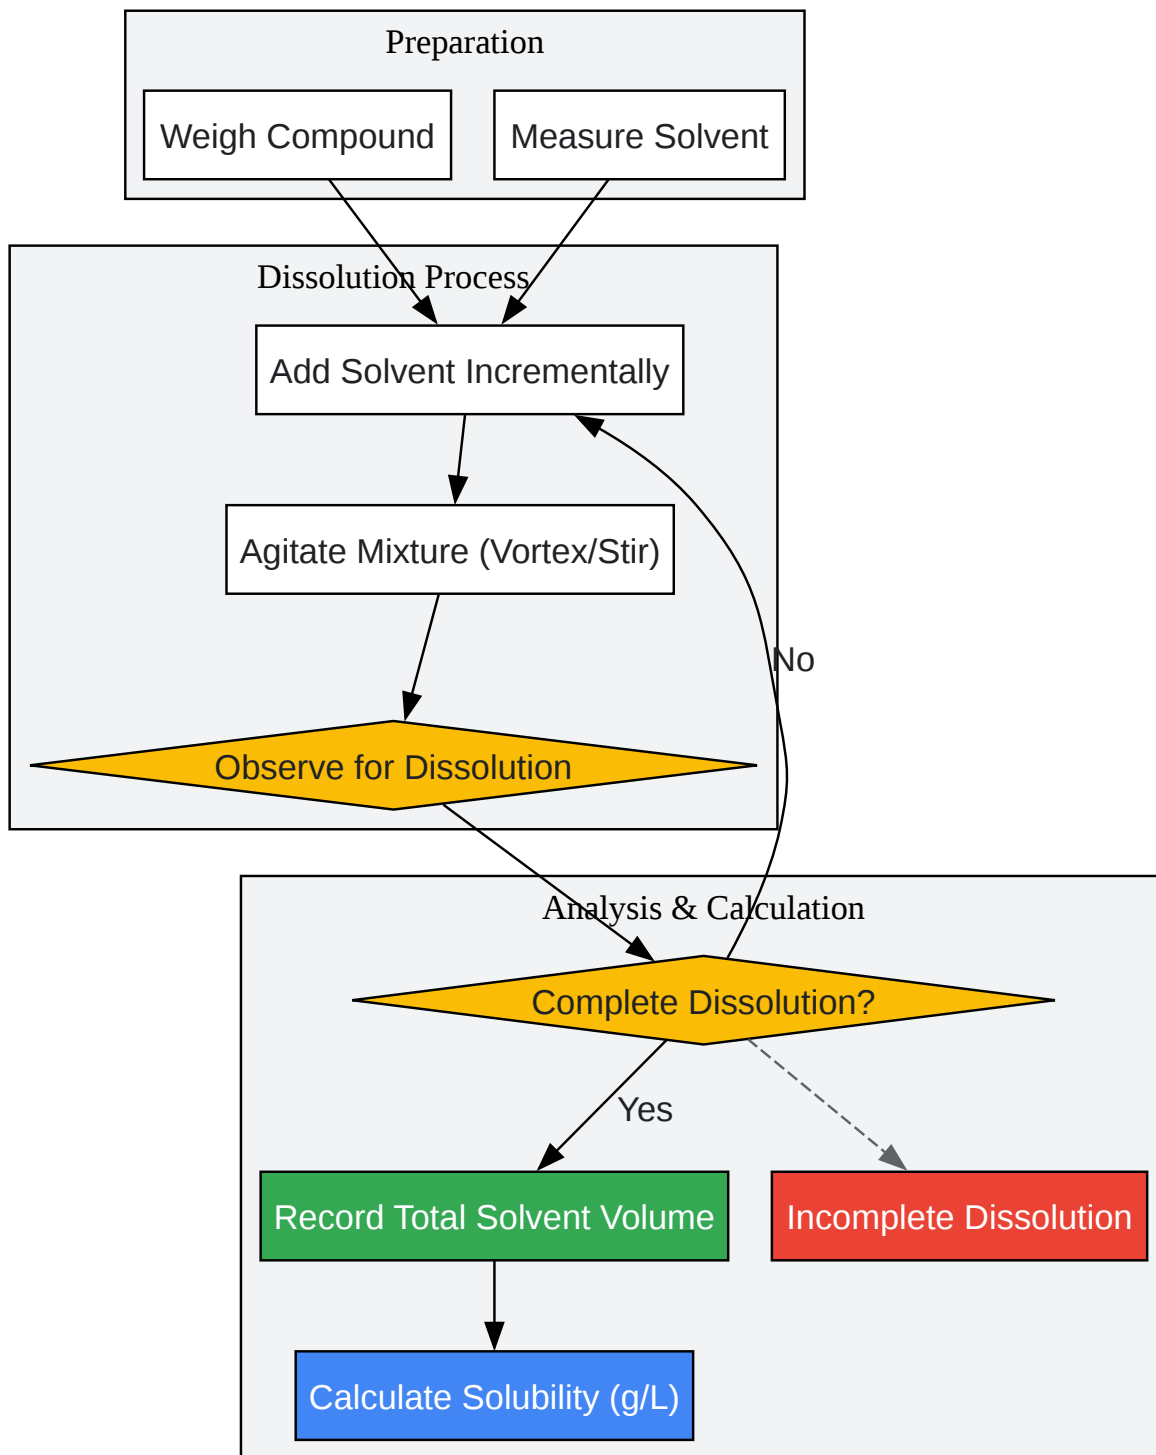 Preparation
Weigh Compound
Measure Solvent
Dissolution Process
Add Solvent Incrementally
Agitate Mixture (Vortex/Stir)
No
Observe for Dissolution
Analysis & Calculation
Complete Dissolution?
Yes
Record Total Solvent Volume
Incomplete Dissolution
Calculate Solubility (g/L)